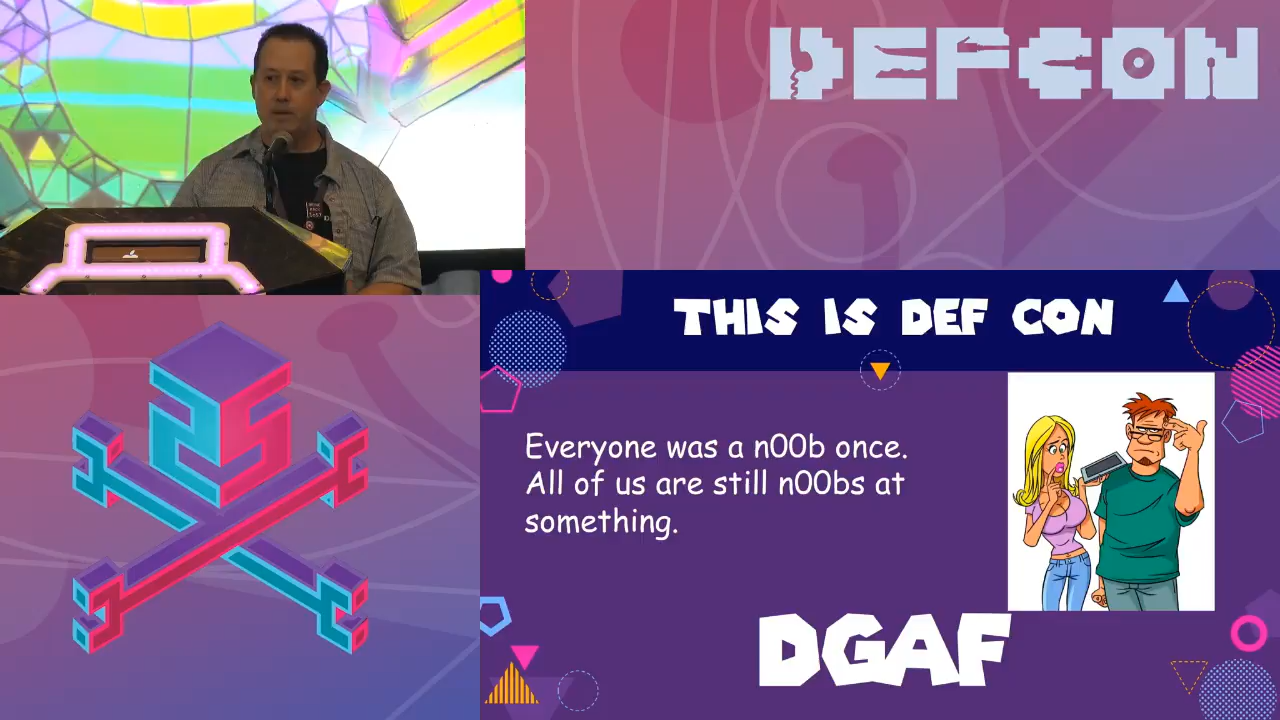 DEFCON
THIS IS DEF CON
Everyone was a n00b once.
All of us are still n00bs at
something.
DGAF